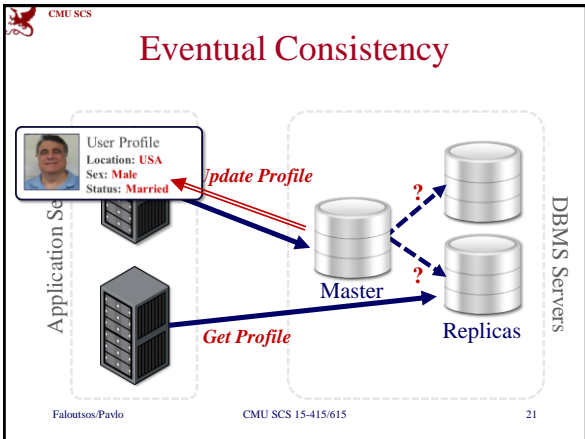 CMU SCS
Eventual Consistency
User Profile
Location: USA
Sex: Male
Status: Married
Update Profile
?
?
Application Se
Master
Replicas
DBMS Servers
Get Profile
Faloutsos/Pavlo
CMU SCS 15-415/615
21